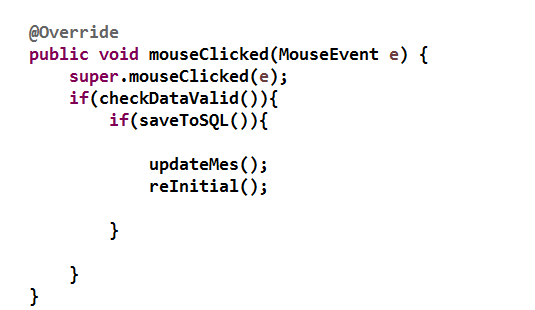 @Override
public void mouseClicked(MouseEvent e) {
    super.mouseClicked(e);
    if(checkDataValid()){
        if(saveToSQL()){
            updateMes();
            reInitial();
        }
    }
}